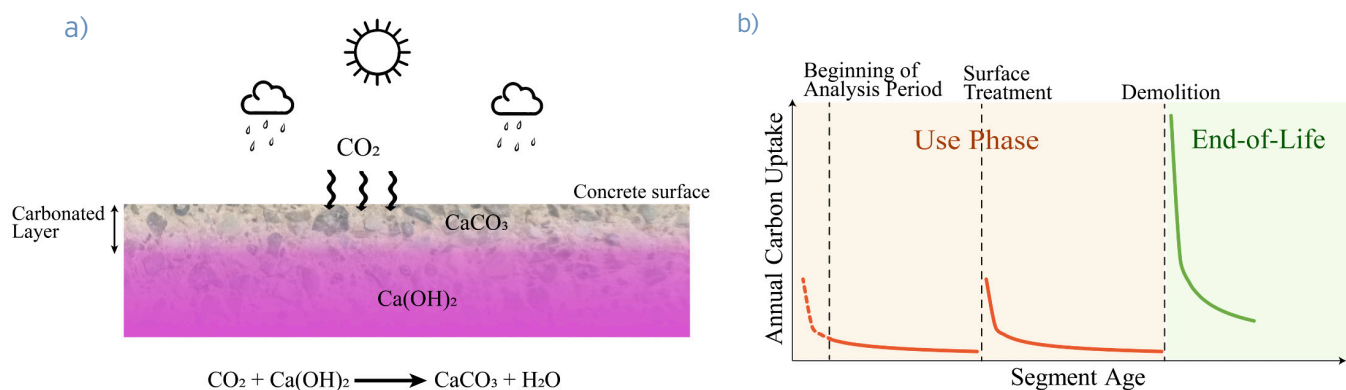 a)
CO₂
Concrete surface
Carbonated
Layer
CaCO₃
Ca(OH)₂
CO₂ + Ca(OH)₂ ⟶ CaCO₃ + H₂O
b)
Beginning of
Analysis Period
Surface
Treatment
Demolition
Use Phase
End-of-Life
Annual Carbon Uptake
Segment Age